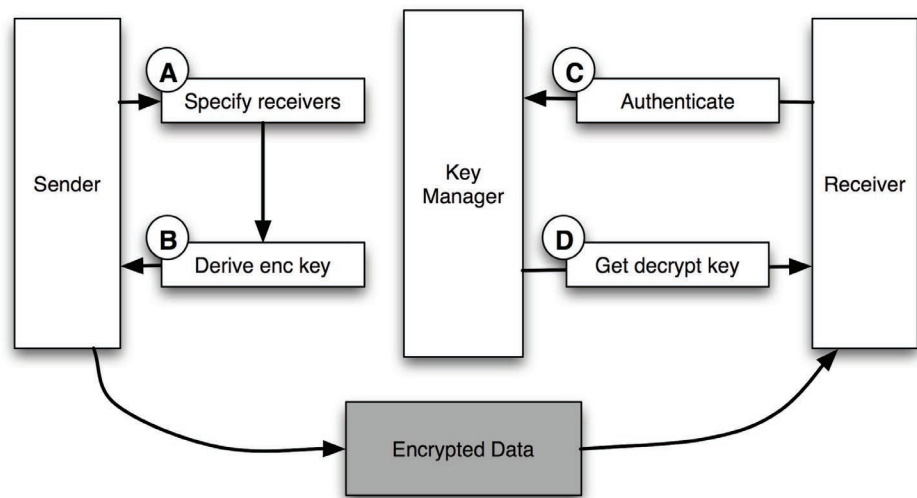 A
Specify receivers
Sender
B
Derive enc key
Key
Manager
C
Authenticate
D
Get decrypt key
Receiver
Encrypted Data